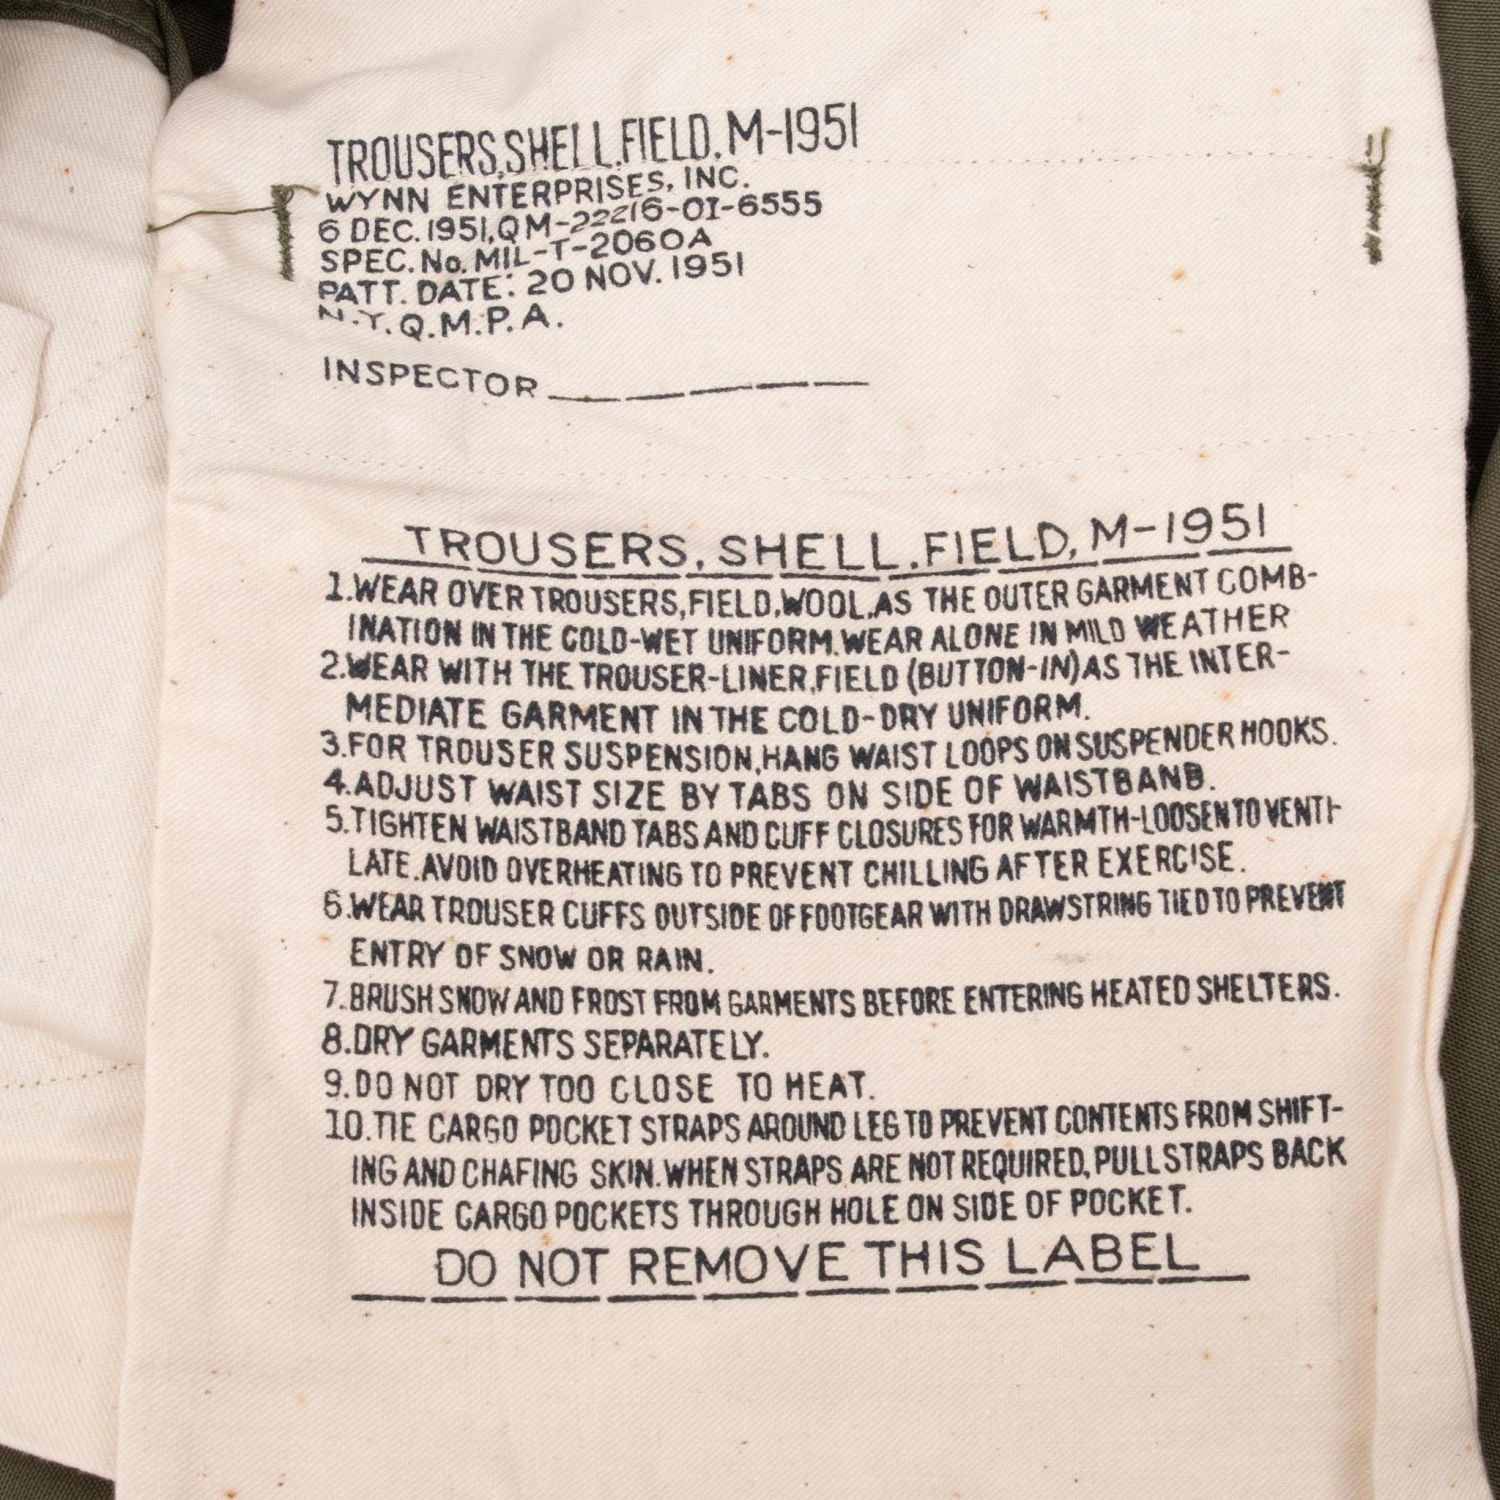 TROUSERS,SHELL,FIELD, M-1951
WYNN ENTERPRISES, INC.
6 DEC. 1951, QM-22216-OI-6555
SPEC. No. MIL-T-2060A
PATT. DATE: 20 NOV. 1951
N.Y.Q.M.P.A.
INSPECTOR
TROUSERS, SHELL, FIELD, M-1951
1.WEAR OVER TROUSERS,FIELD,WOOL,AS THE OUTER GARMENT COMB-
INATION IN THE COLD-WET UNIFORM.WEAR ALONE IN MILD WEATHER
2.WEAR WITH THE TROUSER-LINER,FIELD (BUTTON-IN)AS THE INTER-
MEDIATE GARMENT IN THE COLD-DRY UNIFORM.
3.FOR TROUSER SUSPENSION,HANG WAIST LOOPS ON SUSPENDER HOOKS.
4.ADJUST WAIST SIZE BY TABS ON SIDE OF WAISTBAND.
5.TIGHTEN WAISTBAND TABS AND CUFF CLOSURES FOR WARMTH-LOOSEN TO VENTI-
LATE.AVOID OVERHEATING TO PREVENT CHILLING AFTER EXERCISE.
6.WEAR TROUSER CUFFS OUTSIDE OF FOOTGEAR WITH DRAWSTRING TIED TO PREVENT
ENTRY OF SNOW OR RAIN.
7.BRUSH SNOW AND FROST FROM GARMENTS BEFORE ENTERING HEATED SHELTERS.
8.DRY GARMENTS SEPARATELY.
9.DO NOT DRY TOO CLOSE TO HEAT.
10.TIE CARGO POCKET STRAPS AROUND LEG TO PREVENT CONTENTS FROM SHIFT-
ING AND CHAFING SKIN.WHEN STRAPS ARE NOT REQUIRED, PULL STRAPS BACK
INSIDE CARGO POCKETS THROUGH HOLE ON SIDE OF POCKET.
DO NOT REMOVE THIS LABEL